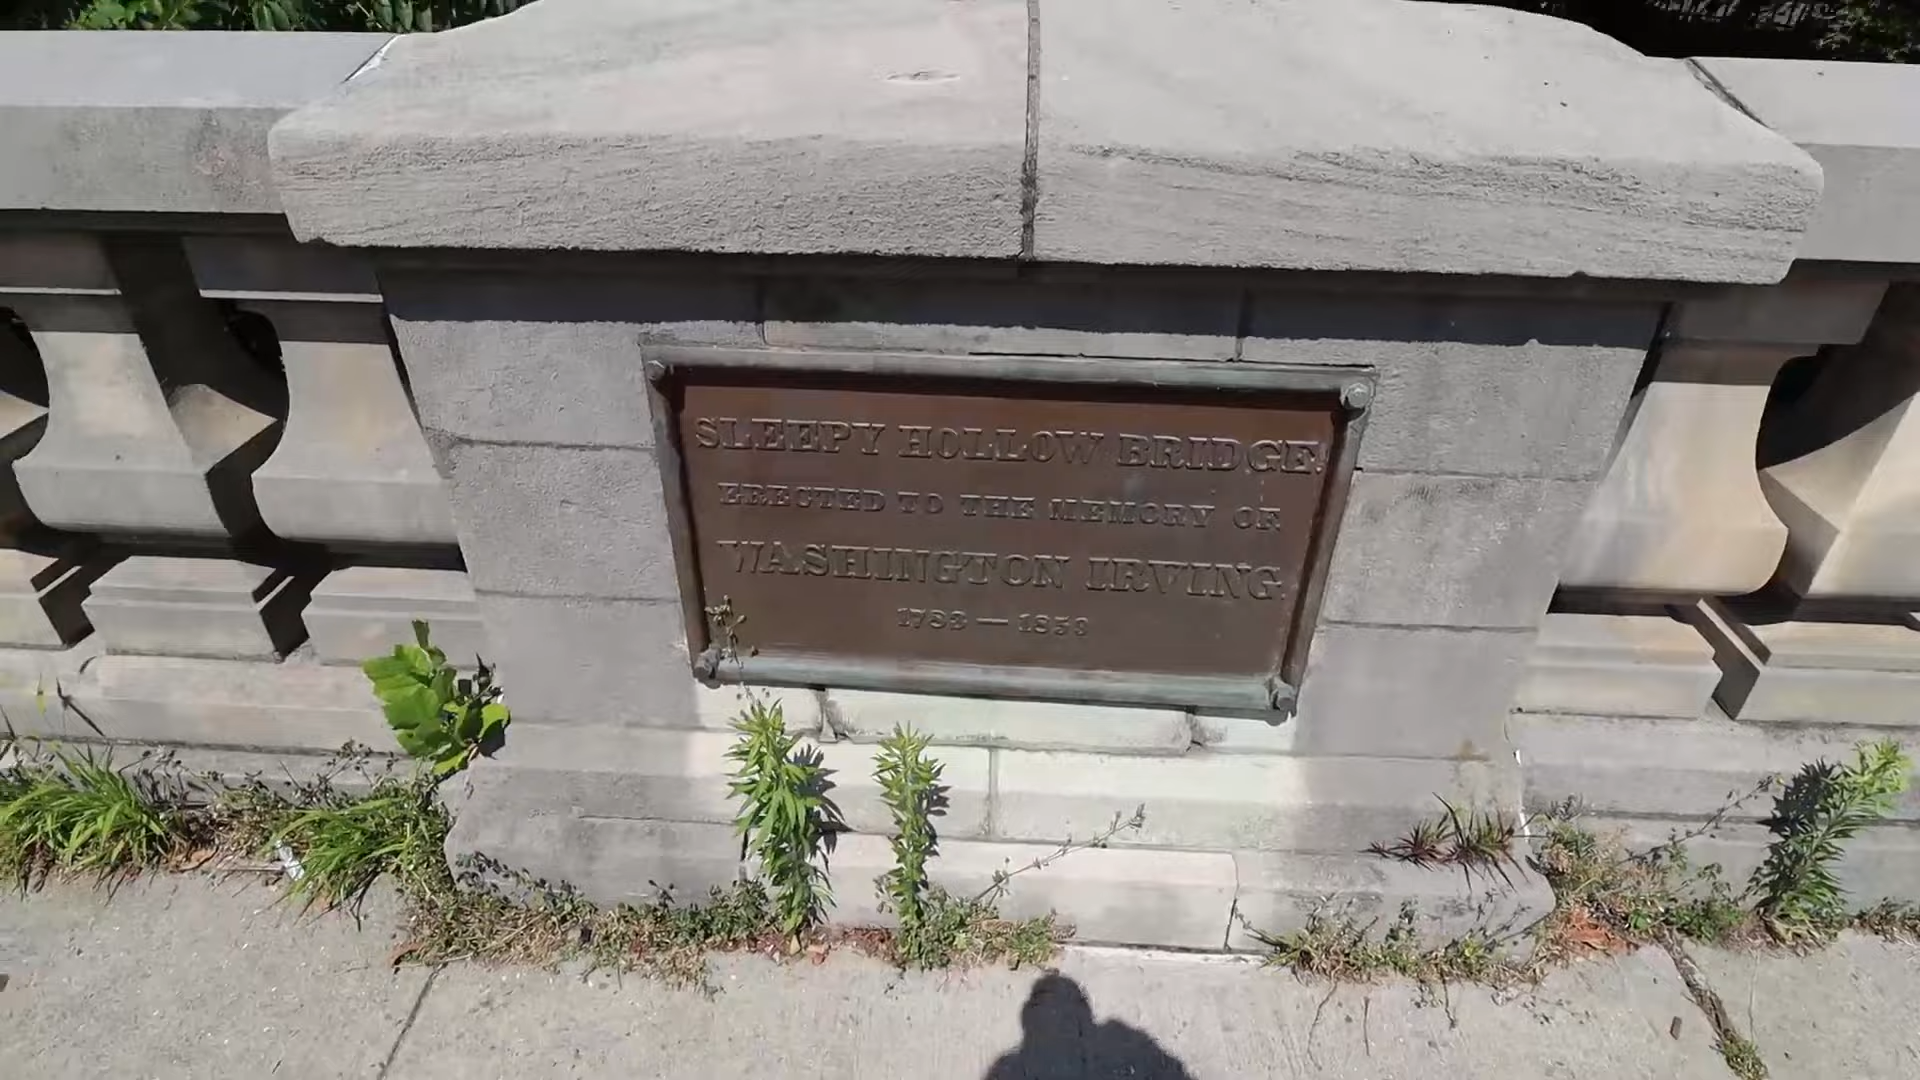 SLEEPY HOLLOW BRIDGE.
ERECTED TO THE MEMORY OF
WASHINGTON IRVING.
1783 — 1859